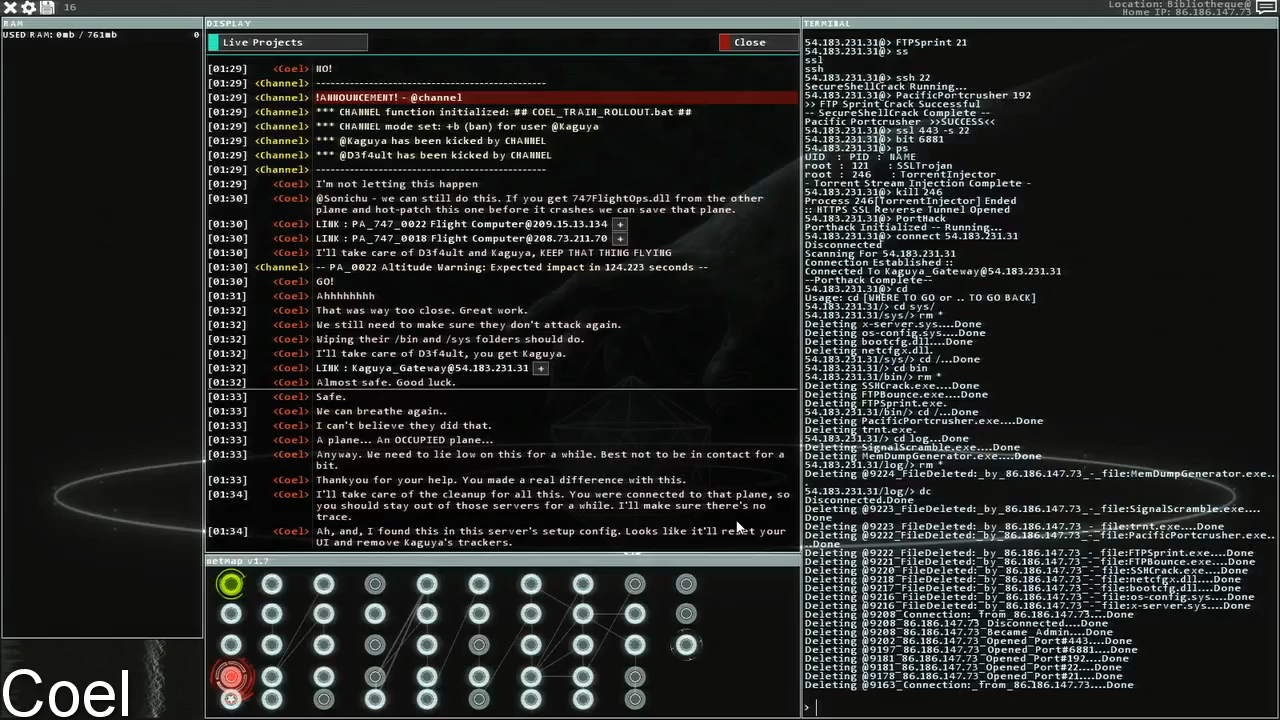 16
Location: Bibliotheque@
Home IP: 86.186.147.73
RAM
USED RAM: 0mb / 761mb 0
DISPLAY
Live Projects
Close
[01:29] <Coel> NO!
[01:29] <Channel> -----------------------------------------------
[01:29] <Channel> !ANNOUNCEMENT! - @channel
[01:29] <Channel> *** CHANNEL function initialized: ## COEL_TRAIN_ROLLOUT.bat ##
[01:29] <Channel> *** CHANNEL mode set: +b (ban) for user @Kaguya
[01:29] <Channel> *** @Kaguya has been kicked by CHANNEL
[01:29] <Channel> *** @D3f4ult has been kicked by CHANNEL
[01:29] <Channel> -----------------------------------------------
[01:29] <Coel> I'm not letting this happen
[01:30] <Coel> @Sonichu - we can still do this. If you get 747FlightOps.dll from the other
plane and hot-patch this one before it crashes we can save that plane.
[01:30] <Coel> LINK : PA_747_0022 Flight Computer@209.15.13.134 +
[01:30] <Coel> LINK : PA_747_0018 Flight Computer@208.73.211.70 +
[01:30] <Coel> I'll take care of D3f4ult and Kaguya, KEEP THAT THING FLYING
[01:30] <Channel> -- PA_0022 Altitude Warning: Expected impact in 124.223 seconds --
[01:30] <Coel> GO!
[01:31] <Coel> Ahhhhhhhh
[01:31] <Coel> That was way too close. Great work.
[01:32] <Coel> We still need to make sure they don't attack again.
[01:32] <Coel> Wiping their /bin and /sys folders should do.
[01:32] <Coel> I'll take care of D3f4ult, you get Kaguya.
[01:32] <Coel> LINK : Kaguya_Gateway@54.183.231.31 +
[01:32] <Coel> Almost safe. Good luck.
[01:33] <Coel> Safe.
[01:33] <Coel> We can breathe again..
[01:33] <Coel> I can't believe they did that.
[01:33] <Coel> A plane... An OCCUPIED plane...
[01:33] <Coel> Anyway. We need to lie low on this for a while. Best not to be in contact for a
bit.
[01:33] <Coel> Thankyou for your help. You made a real difference with this.
[01:34] <Coel> I'll take care of the cleanup for all this. You were connected to that plane, so
you should stay out of those servers for a while. I'll make sure there's no
trace.
[01:34] <Coel> Ah, and, I found this in this server's setup config. Looks like it'll reset your
UI and remove Kaguya's trackers.
netMap v1.7
Coel
TERMINAL
54.183.231.31@> FTPSprint 21
54.183.231.31@> ss
ssl
ssh
54.183.231.31@> ssh 22
SecureShellCrack Running...
54.183.231.31@> PacificPortcrusher 192
>> FTP Sprint Crack Successful
-- SecureShellCrack Complete --
Pacific Portcrusher >>SUCCESS<<
54.183.231.31@> ssl 443 -s 22
54.183.231.31@> bit 6881
54.183.231.31@> ps
UID : PID : NAME
root : 121 : SSLTrojan
root : 246 : TorrentInjector
- Torrent Stream Injection Complete -
54.183.231.31@> kill 246
Process 246[TorrentInjector] Ended
:: HTTPS SSL Reverse Tunnel Opened
54.183.231.31@> PortHack
Porthack Initialized -- Running...
54.183.231.31@> connect 54.183.231.31
Disconnected
Scanning For 54.183.231.31
Connection Established ::
Connected To Kaguya_Gateway@54.183.231.31
--Porthack Complete--
54.183.231.31@> cd
Usage: cd [WHERE TO GO or .. TO GO BACK]
54.183.231.31@> cd sys/
54.183.231.31/sys/> rm *
Deleting x-server.sys....Done
Deleting os-config.sys...Done
Deleting bootcfg.dll....Done
Deleting netcfgx.dll.
54.183.231.31/sys/> cd /...Done
54.183.231.31/> cd bin
54.183.231.31/bin/> rm *
Deleting SSHCrack.exe....Done
Deleting FTPBounce.exe....Done
Deleting FTPSprint.exe.
54.183.231.31/bin/> cd /...Done
Deleting PacificPortcrusher.exe....Done
Deleting trnt.exe.
54.183.231.31/> cd log...Done
Deleting SignalScramble.exe....Done
Deleting MemDumpGenerator.exe...Done
54.183.231.31/log/> rm *
Deleting @9224_FileDeleted:_by_86.186.147.73_-_file:MemDumpGenerator.exe..
.
54.183.231.31/log/> dc
Disconnected.Done
Deleting @9223_FileDeleted:_by_86.186.147.73_-_file:SignalScramble.exe....
Done
Deleting @9223_FileDeleted:_by_86.186.147.73_-_file:trnt.exe....Done
Deleting @9222_FileDeleted:_by_86.186.147.73_-_file:PacificPortcrusher.exe..
..Done
Deleting @9222_FileDeleted:_by_86.186.147.73_-_file:FTPSprint.exe....Done
Deleting @9221_FileDeleted:_by_86.186.147.73_-_file:FTPBounce.exe....Done
Deleting @9220_FileDeleted:_by_86.186.147.73_-_file:SSHCrack.exe....Done
Deleting @9218_FileDeleted:_by_86.186.147.73_-_file:netcfgx.dll....Done
Deleting @9217_FileDeleted:_by_86.186.147.73_-_file:bootcfg.dll....Done
Deleting @9216_FileDeleted:_by_86.186.147.73_-_file:os-config.sys....Done
Deleting @9216_FileDeleted:_by_86.186.147.73_-_file:x-server.sys....Done
Deleting @9208_Connection:_from_86.186.147.73....Done
Deleting @9208_86.186.147.73_Disconnected....Done
Deleting @9208_86.186.147.73_Became_Admin....Done
Deleting @9202_86.186.147.73_Opened_Port#443....Done
Deleting @9197_86.186.147.73_Opened_Port#6881....Done
Deleting @9181_86.186.147.73_Opened_Port#192....Done
Deleting @9181_86.186.147.73_Opened_Port#22....Done
Deleting @9178_86.186.147.73_Opened_Port#21....Done
Deleting @9163_Connection:_from_86.186.147.73....Done
>